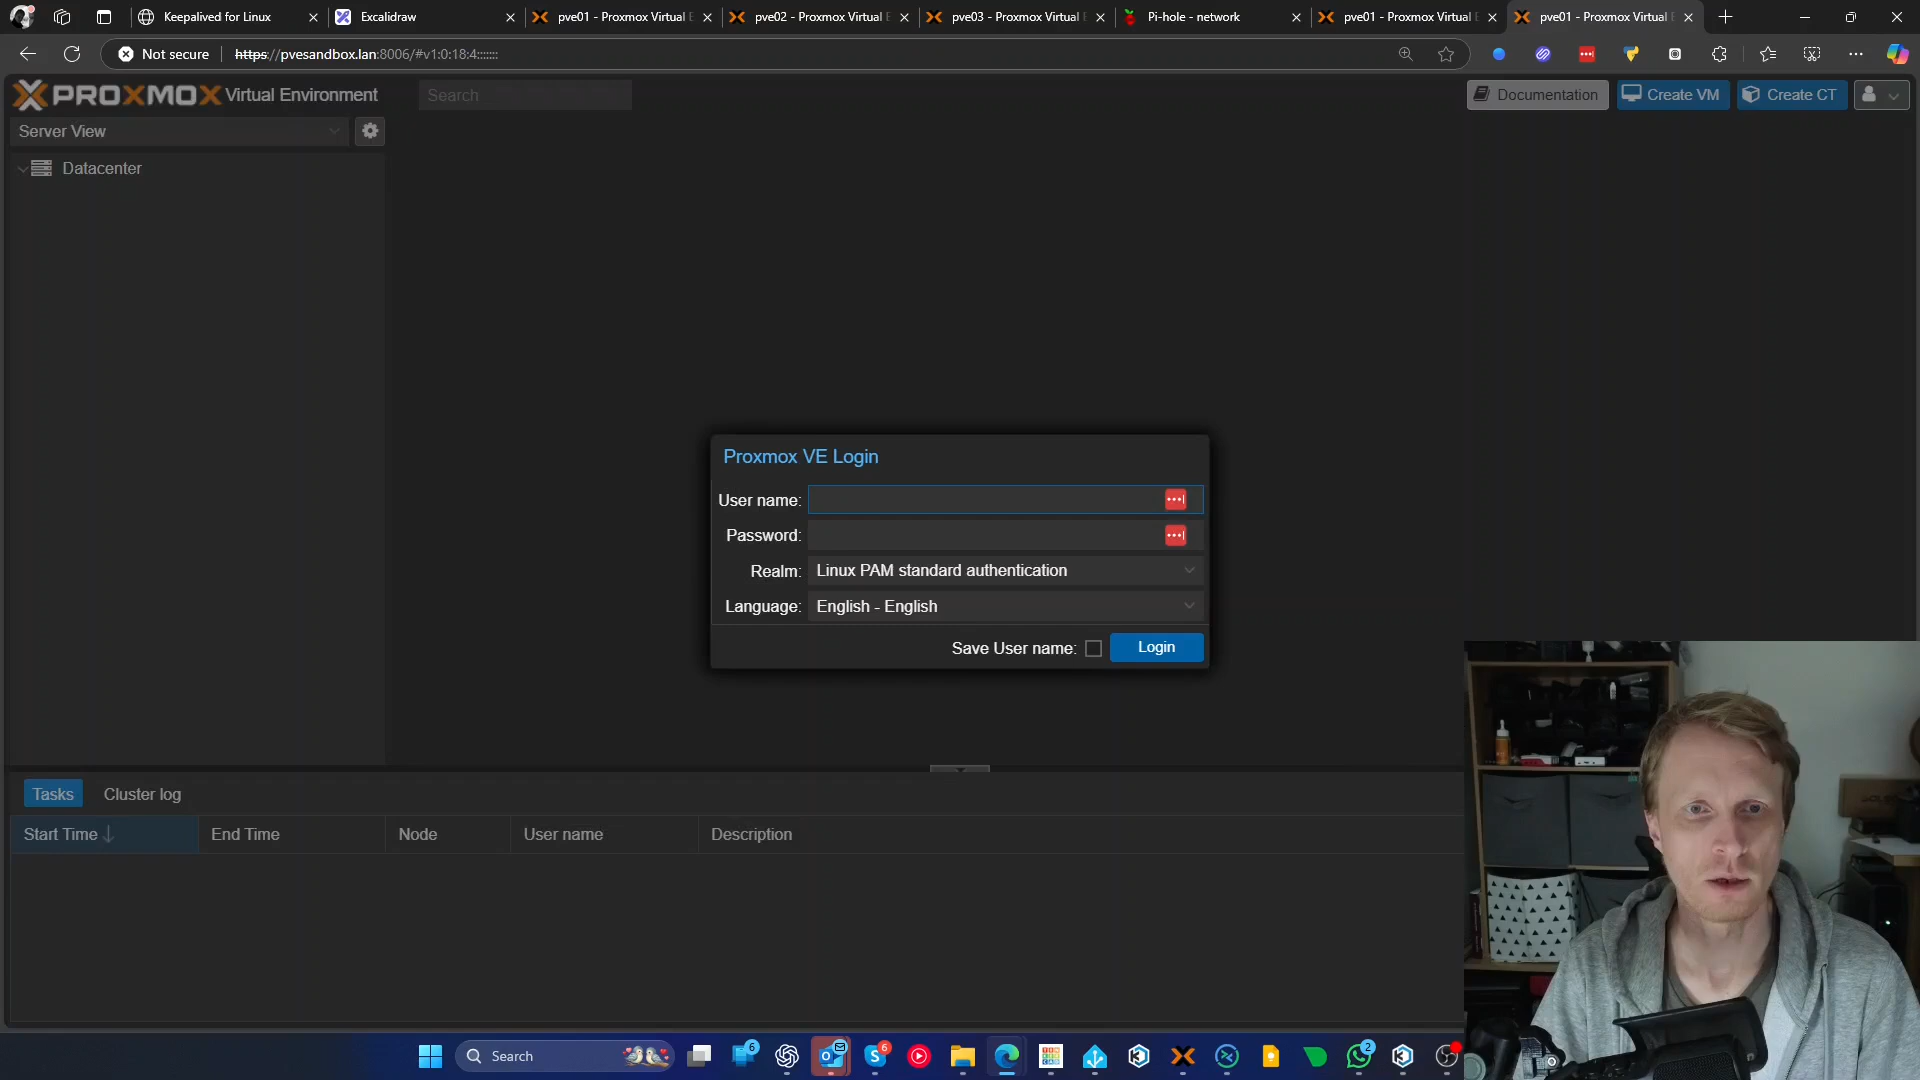 Keepalived for Linux
Excalidraw
pve01 - Proxmox Virtual E
pve02 - Proxmox Virtual E
pve03 - Proxmox Virtual E
Pi-hole - network
pve01 - Proxmox Virtual E
pve01 - Proxmox Virtual E
Not secure
https://pvesandbox.lan:8006/#v1:0:18:4:::::::
PROXMOX Virtual Environment
Search
Documentation
Create VM
Create CT
Server View
Datacenter
Proxmox VE Login
User name:
Password:
Realm: Linux PAM standard authentication
Language: English - English
Save User name:
Login
Tasks
Cluster log
Start Time
End Time
Node
User name
Description
Search
6
6
2